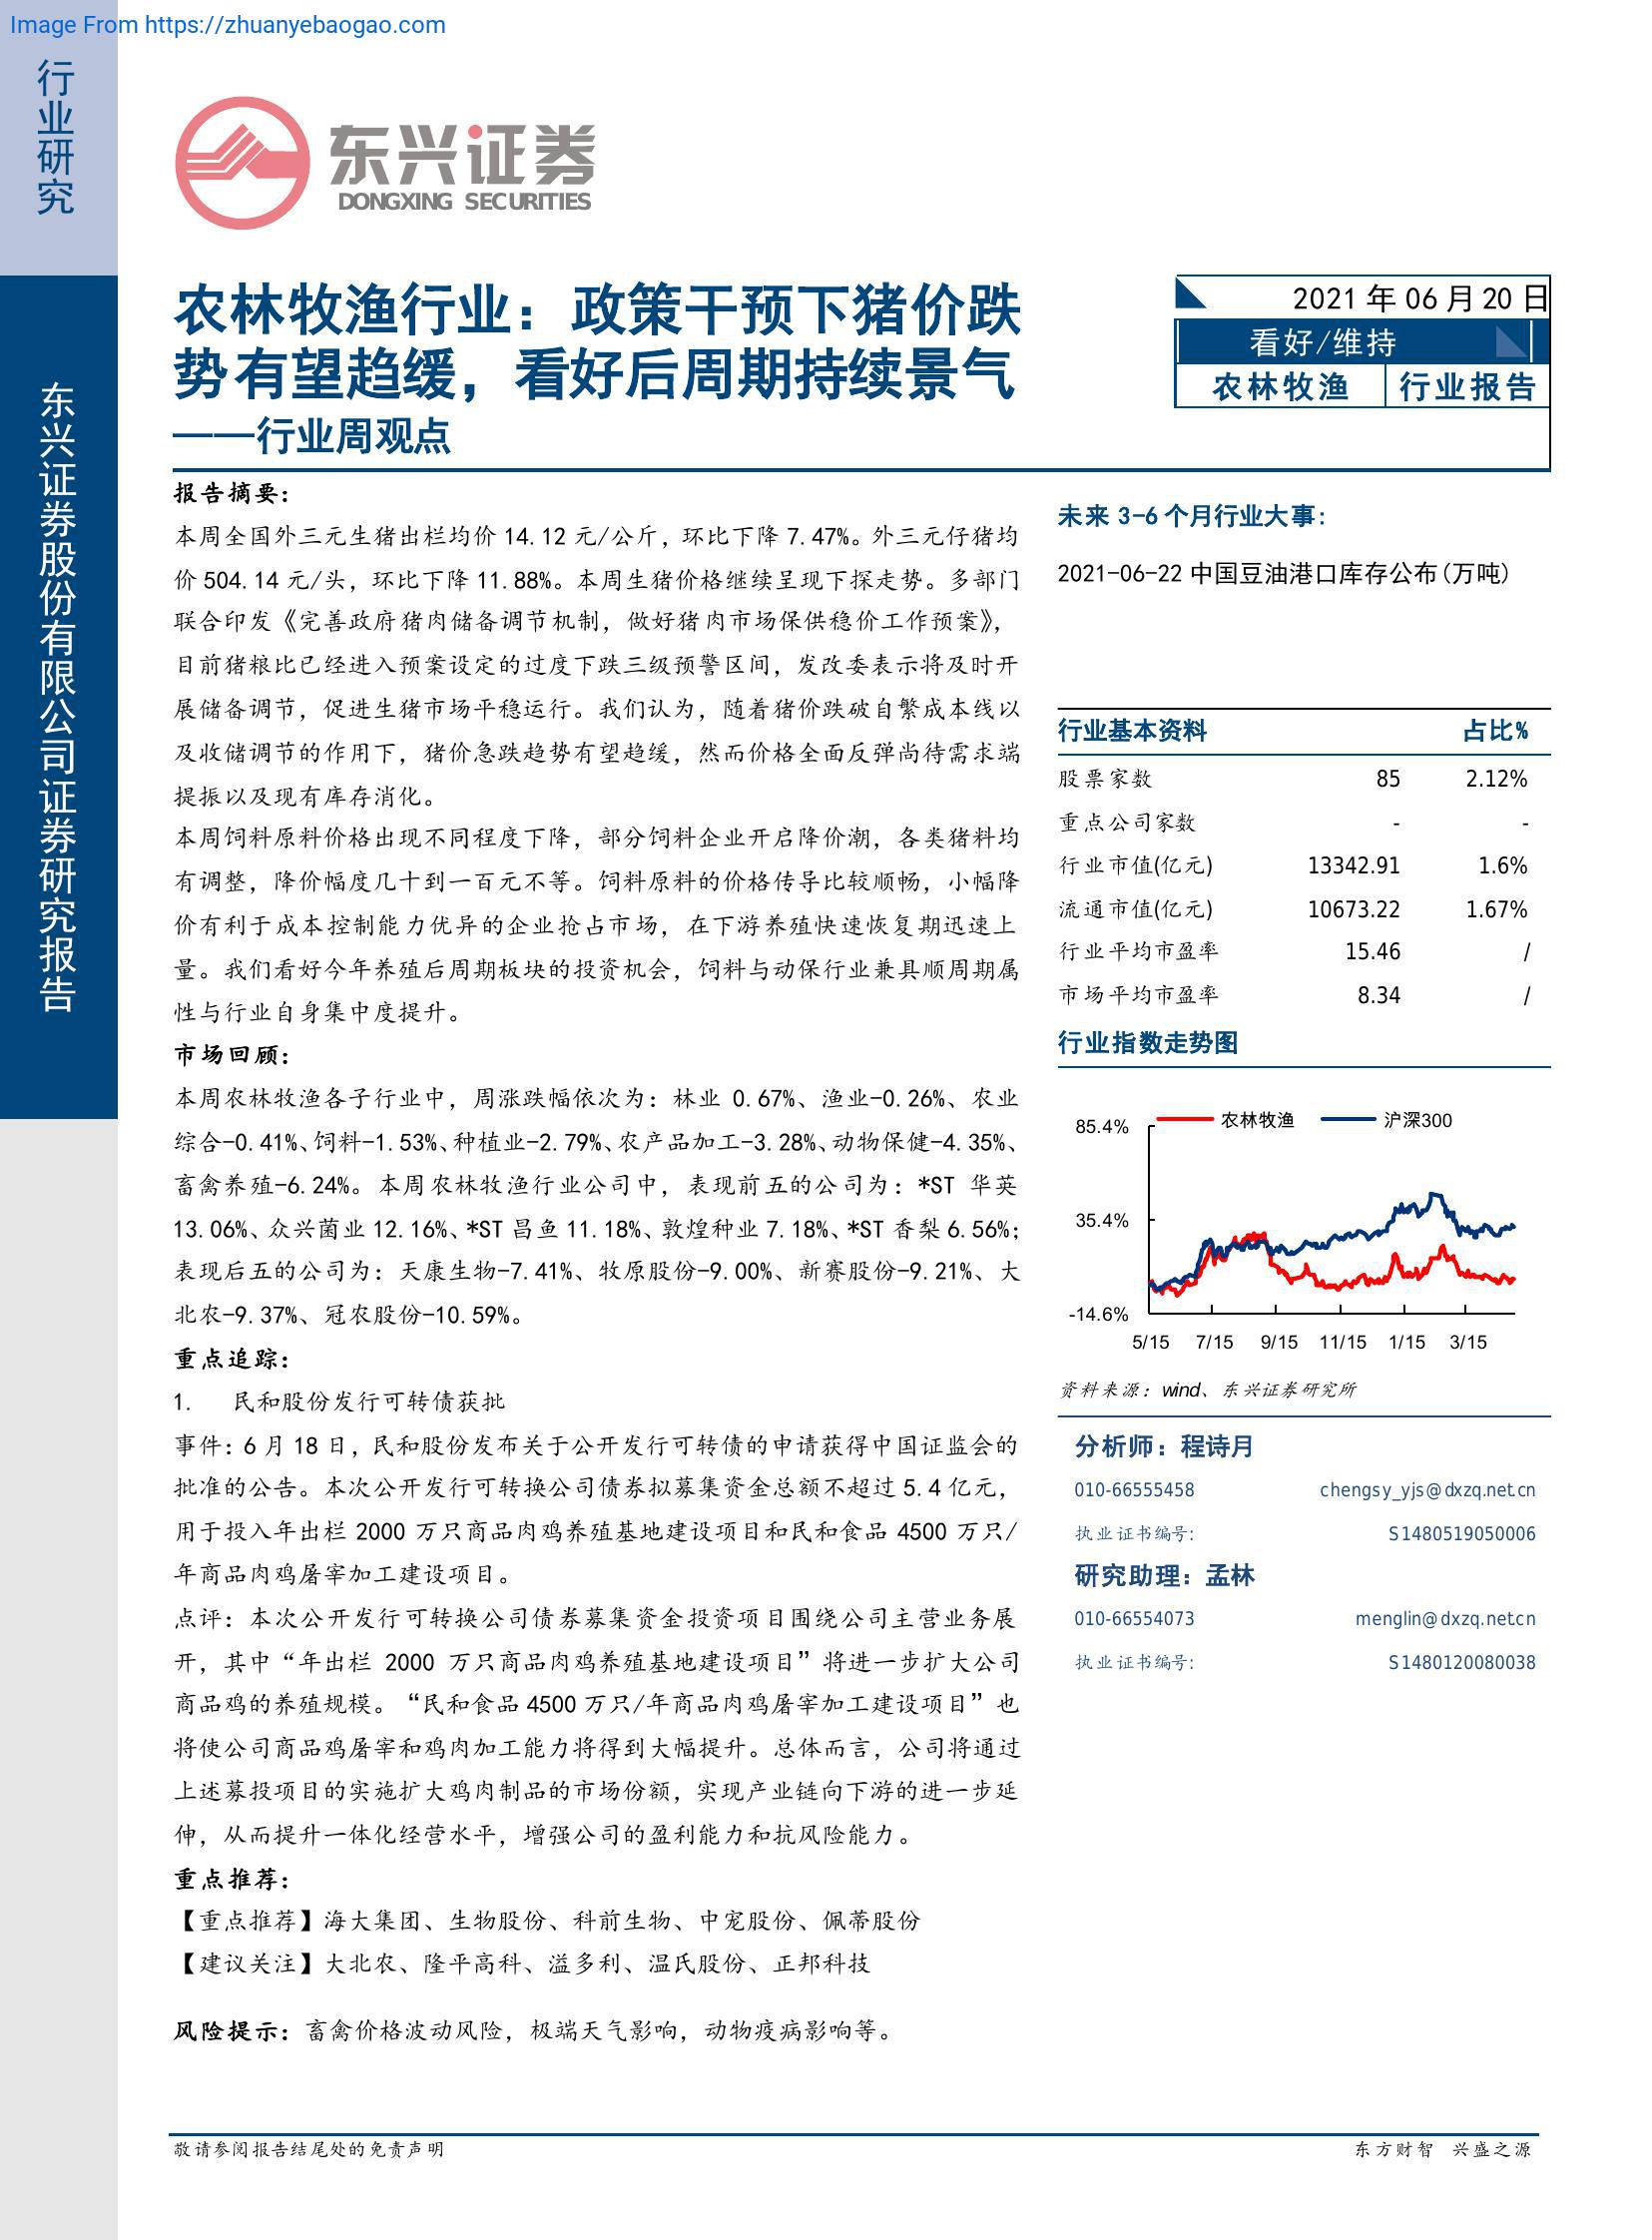 Image From https://zhuanyebaogao.com
行业研究
东兴证券股份有限公司证券研究报告
东兴证券
DONGXING SECURITIES
农林牧渔行业：政策干预下猪价跌
势有望趋缓，看好后周期持续景气
——行业周观点
2021 年 06 月 20 日
看好/维持
农林牧渔 行业报告
报告摘要：
本周全国外三元生猪出栏均价 14.12 元/公斤，环比下降 7.47%。外三元仔猪均
价 504.14 元/头，环比下降 11.88%。本周生猪价格继续呈现下探走势。多部门
联合印发《完善政府猪肉储备调节机制，做好猪肉市场保供稳价工作预案》，
目前猪粮比已经进入预案设定的过度下跌三级预警区间，发改委表示将及时开
展储备调节，促进生猪市场平稳运行。我们认为，随着猪价跌破自繁成本线以
及收储调节的作用下，猪价急跌趋势有望趋缓，然而价格全面反弹尚待需求端
提振以及现有库存消化。
本周饲料原料价格出现不同程度下降，部分饲料企业开启降价潮，各类猪料均
有调整，降价幅度几十到一百元不等。饲料原料的价格传导比较顺畅，小幅降
价有利于成本控制能力优异的企业抢占市场，在下游养殖快速恢复期迅速上
量。我们看好今年养殖后周期板块的投资机会，饲料与动保行业兼具顺周期属
性与行业自身集中度提升。
市场回顾：
本周农林牧渔各子行业中，周涨跌幅依次为：林业 0.67%、渔业-0.26%、农业
综合-0.41%、饲料-1.53%、种植业-2.79%、农产品加工-3.28%、动物保健-4.35%、
畜禽养殖-6.24%。本周农林牧渔行业公司中，表现前五的公司为：*ST 华英
13.06%、众兴菌业 12.16%、*ST 昌鱼 11.18%、敦煌种业 7.18%、*ST 香梨 6.56%；
表现后五的公司为：天康生物-7.41%、牧原股份-9.00%、新赛股份-9.21%、大
北农-9.37%、冠农股份-10.59%。
重点追踪：
1. 民和股份发行可转债获批
事件：6 月 18 日，民和股份发布关于公开发行可转债的申请获得中国证监会的
批准的公告。本次公开发行可转换公司债券拟募集资金总额不超过 5.4 亿元，
用于投入年出栏 2000 万只商品肉鸡养殖基地建设项目和民和食品 4500 万只/
年商品肉鸡屠宰加工建设项目。
点评：本次公开发行可转换公司债券募集资金投资项目围绕公司主营业务展
开，其中“年出栏 2000 万只商品肉鸡养殖基地建设项目”将进一步扩大公司
商品鸡的养殖规模。“民和食品 4500 万只/年商品肉鸡屠宰加工建设项目”也
将使公司商品鸡屠宰和鸡肉加工能力将得到大幅提升。总体而言，公司将通过
上述募投项目的实施扩大鸡肉制品的市场份额，实现产业链向下游的进一步延
伸，从而提升一体化经营水平，增强公司的盈利能力和抗风险能力。
重点推荐：
【重点推荐】海大集团、生物股份、科前生物、中宠股份、佩蒂股份
【建议关注】大北农、隆平高科、溢多利、温氏股份、正邦科技
风险提示：畜禽价格波动风险，极端天气影响，动物疫病影响等。
未来 3-6 个月行业大事：
2021-06-22 中国豆油港口库存公布(万吨)
行业基本资料 占比%
股票家数 85 2.12%
重点公司家数 - -
行业市值(亿元) 13342.91 1.6%
流通市值(亿元) 10673.22 1.67%
行业平均市盈率 15.46 /
市场平均市盈率 8.34 /
行业指数走势图
农林牧渔 沪深300
85.4%
35.4%
-14.6%
5/15 7/15 9/15 11/15 1/15 3/15
资料来源：wind、东兴证券研究所
分析师：程诗月
010-66555458 chengsy_yjs@dxzq.net.cn
执业证书编号: S1480519050006
研究助理：孟林
010-66554073 menglin@dxzq.net.cn
执业证书编号: S1480120080038
敬请参阅报告结尾处的免责声明
东方财智 兴盛之源